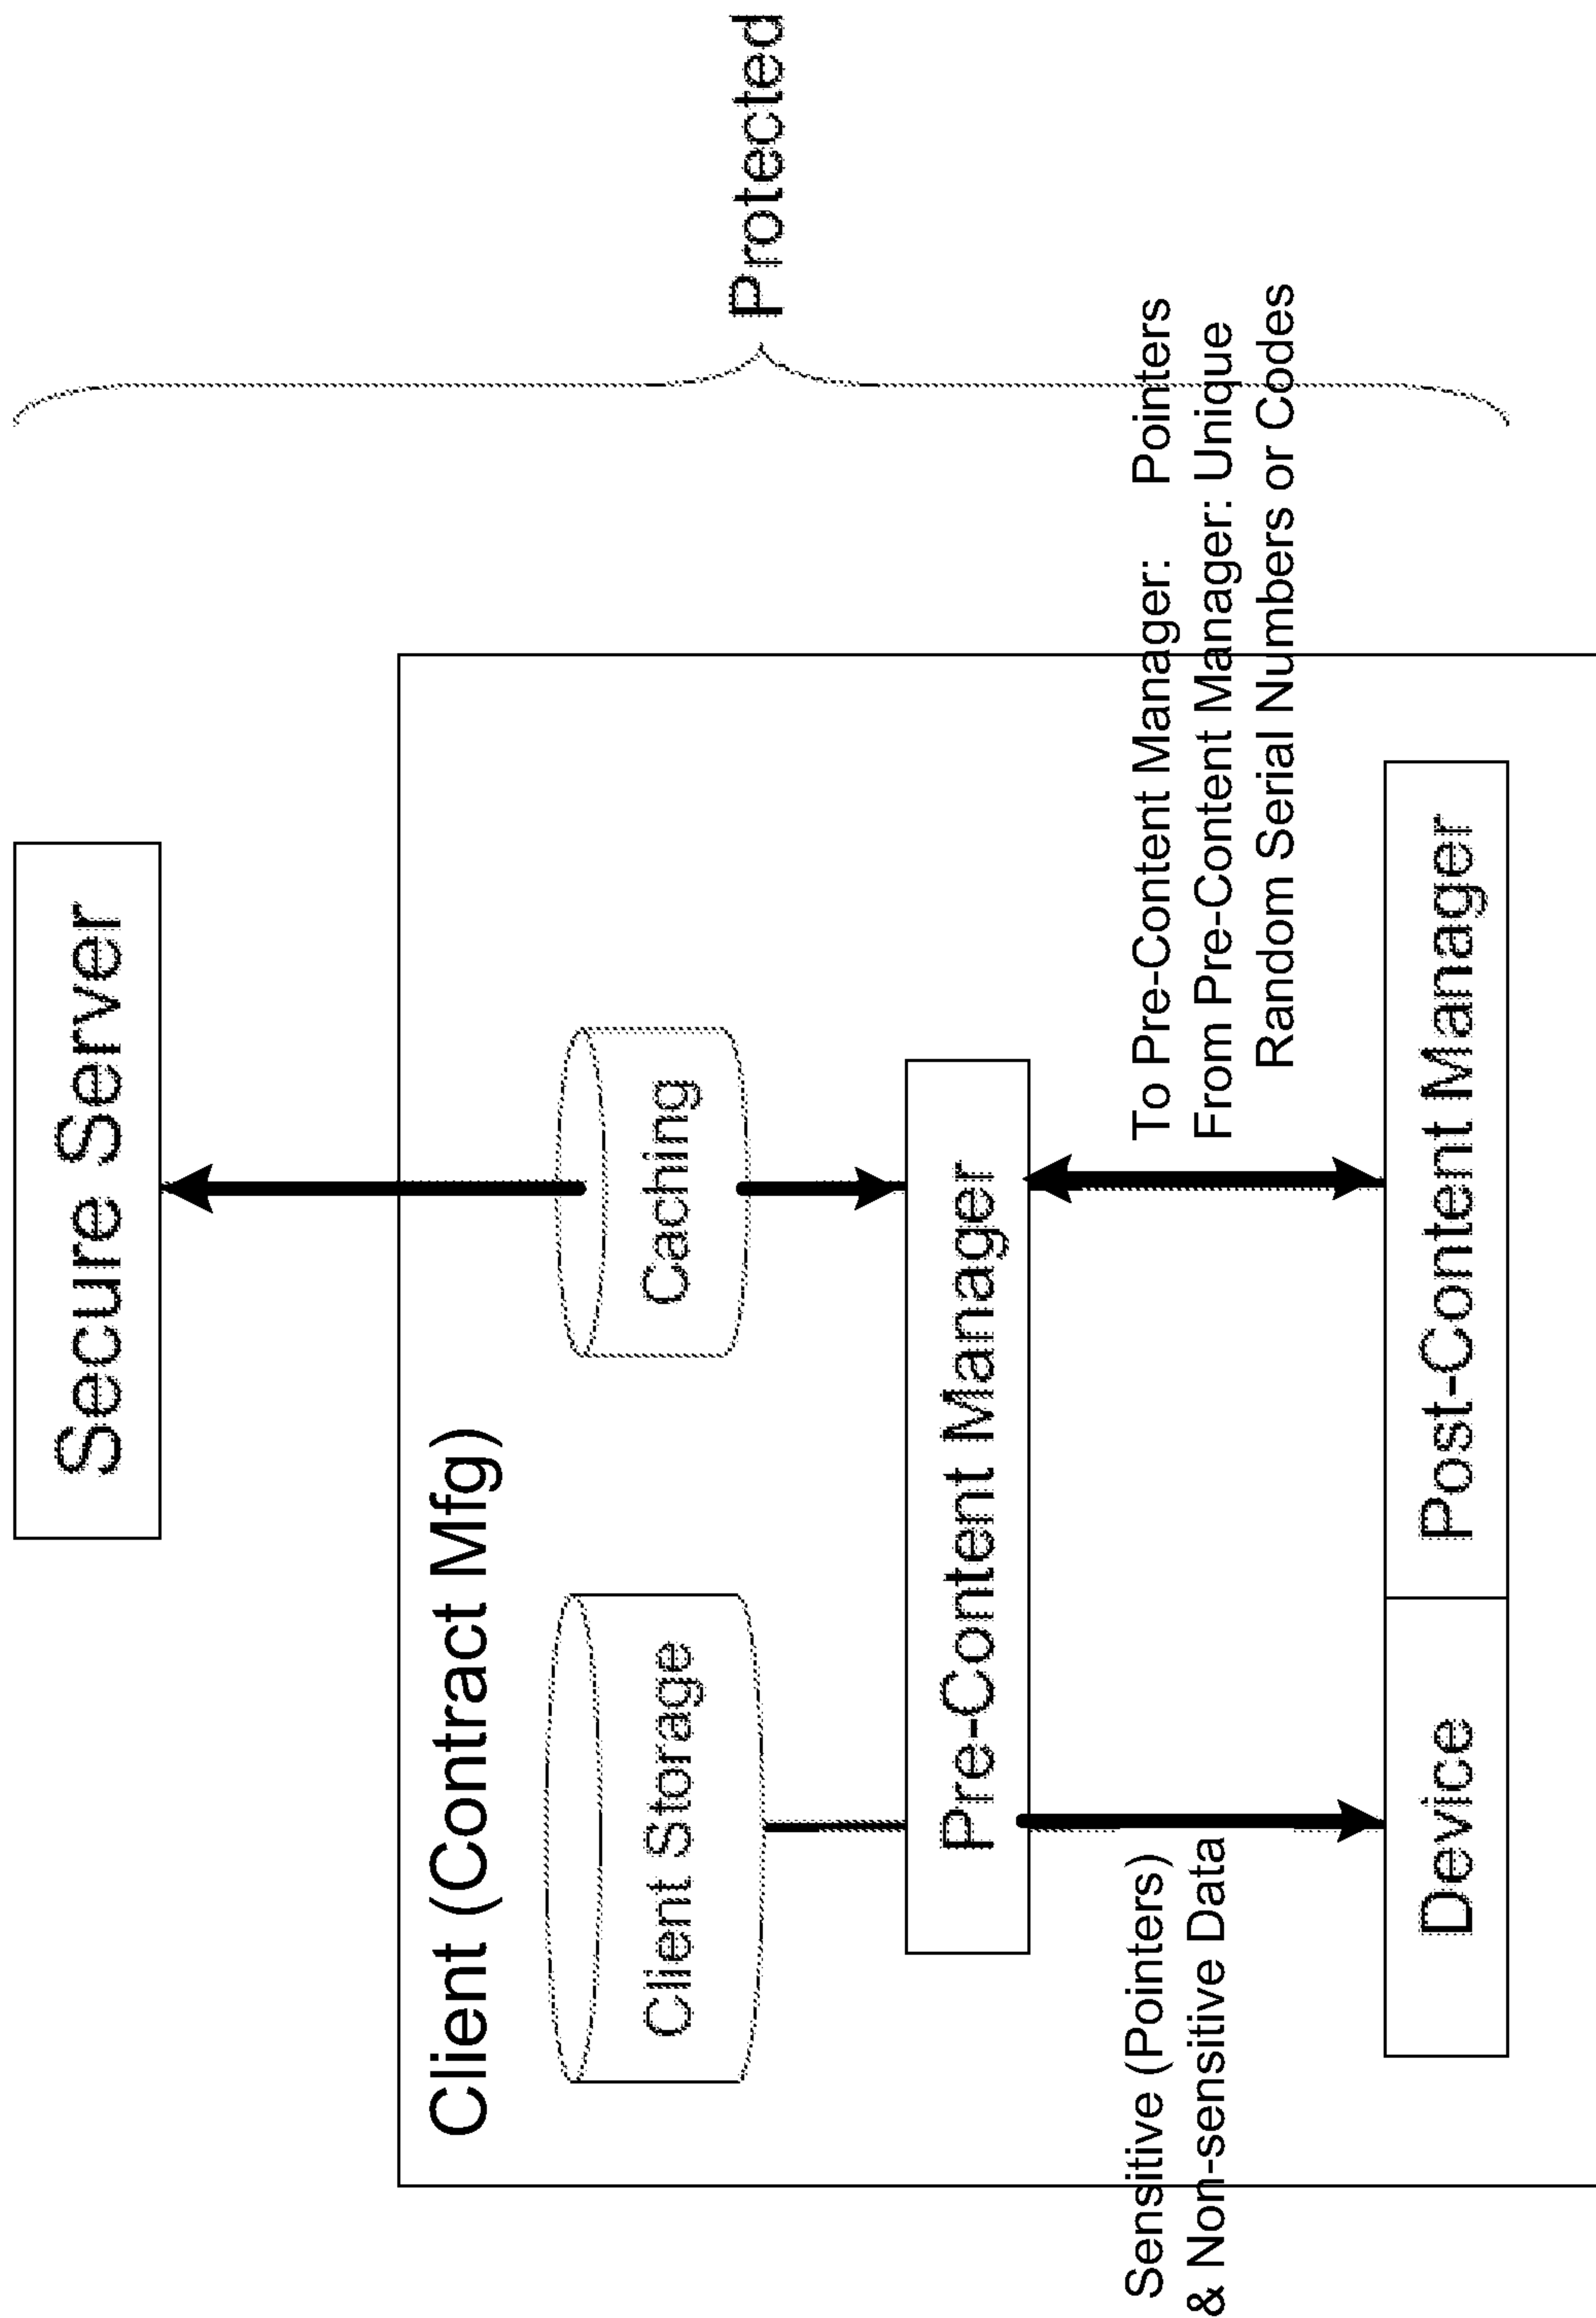 Secure Server
Client (Contract Mfg)
Client Storage
Caching
Pre-Content Manager
Sensitive (Pointers)
& Non-sensitive Data
To Pre-Content Manager: Pointers
From Pre-Content Manager: Unique
Random Serial Numbers or Codes
Device
Post-Content Manager
Protected